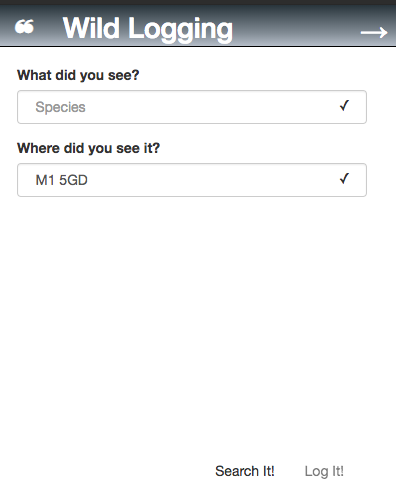 ❝ Wild Logging →
What did you see?
Species ✓
Where did you see it?
M1 5GD ✓
Search It! Log It!